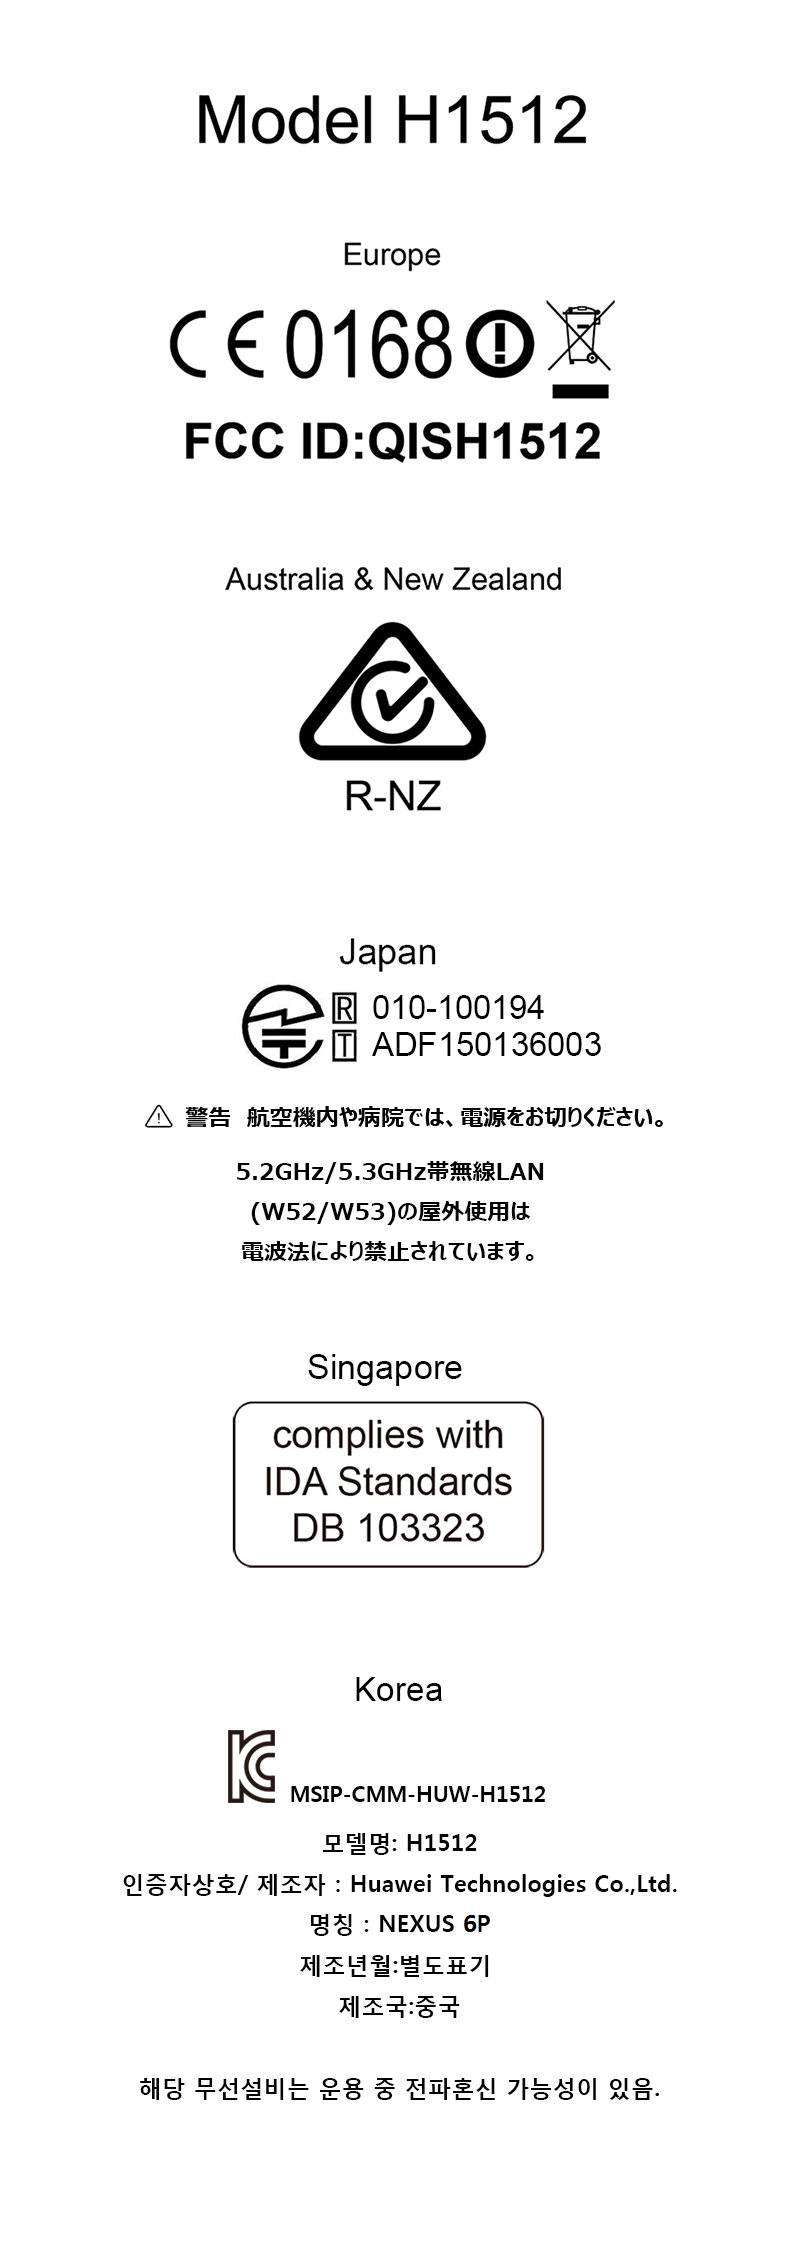 Model H1512
Europe
CE0168
FCC ID:QISH1512
Australia & New Zealand
R-NZ
Japan
R 010-100194
T ADF150136003
警告 航空機内や病院では、電源をお切りください。
5.2GHz/5.3GHz帯無線LAN
(W52/W53)の屋外使用は
電波法により禁止されています。
Singapore
complies with
IDA Standards
DB 103323
Korea
MSIP-CMM-HUW-H1512
모델명: H1512
인증자상호/ 제조자 : Huawei Technologies Co.,Ltd.
명칭 : NEXUS 6P
제조년월:별도표기
제조국:중국
해당 무선설비는 운용 중 전파혼신 가능성이 있음.